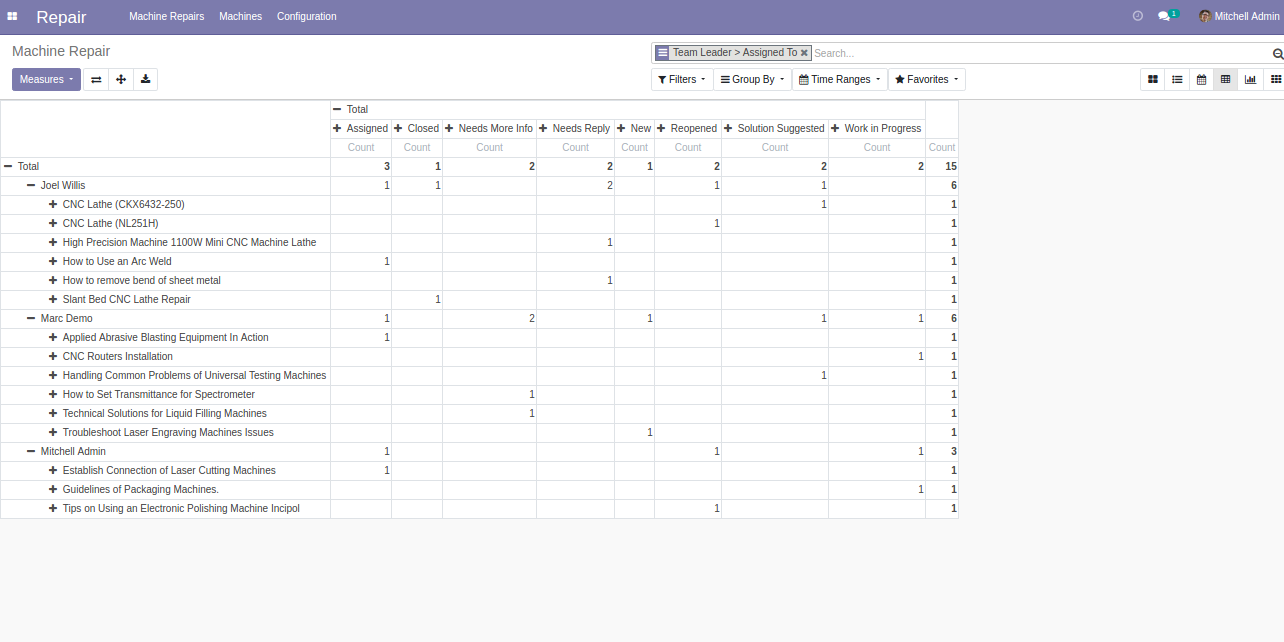 Repair Machine Repairs Machines Configuration 1 Mitchell Admin
Machine Repair Team Leader > Assigned To Search...
Measures Filters Group By Time Ranges Favorites
Total
Assigned Closed Needs More Info Needs Reply New Reopened Solution Suggested Work in Progress
Count Count Count Count Count Count Count Count Count
Total 3 1 2 2 1 2 2 2 15
Joel Willis 1 1 2 1 1 6
CNC Lathe (CKX6432-250) 1 1
CNC Lathe (NL251H) 1 1
High Precision Machine 1100W Mini CNC Machine Lathe 1 1
How to Use an Arc Weld 1 1
How to remove bend of sheet metal 1 1
Slant Bed CNC Lathe Repair 1 1
Marc Demo 1 2 1 1 1 6
Applied Abrasive Blasting Equipment In Action 1 1
CNC Routers Installation 1 1
Handling Common Problems of Universal Testing Machines 1 1
How to Set Transmittance for Spectrometer 1 1
Technical Solutions for Liquid Filling Machines 1 1
Troubleshoot Laser Engraving Machines Issues 1 1
Mitchell Admin 1 1 1 3
Establish Connection of Laser Cutting Machines 1 1
Guidelines of Packaging Machines. 1 1
Tips on Using an Electronic Polishing Machine Incipol 1 1